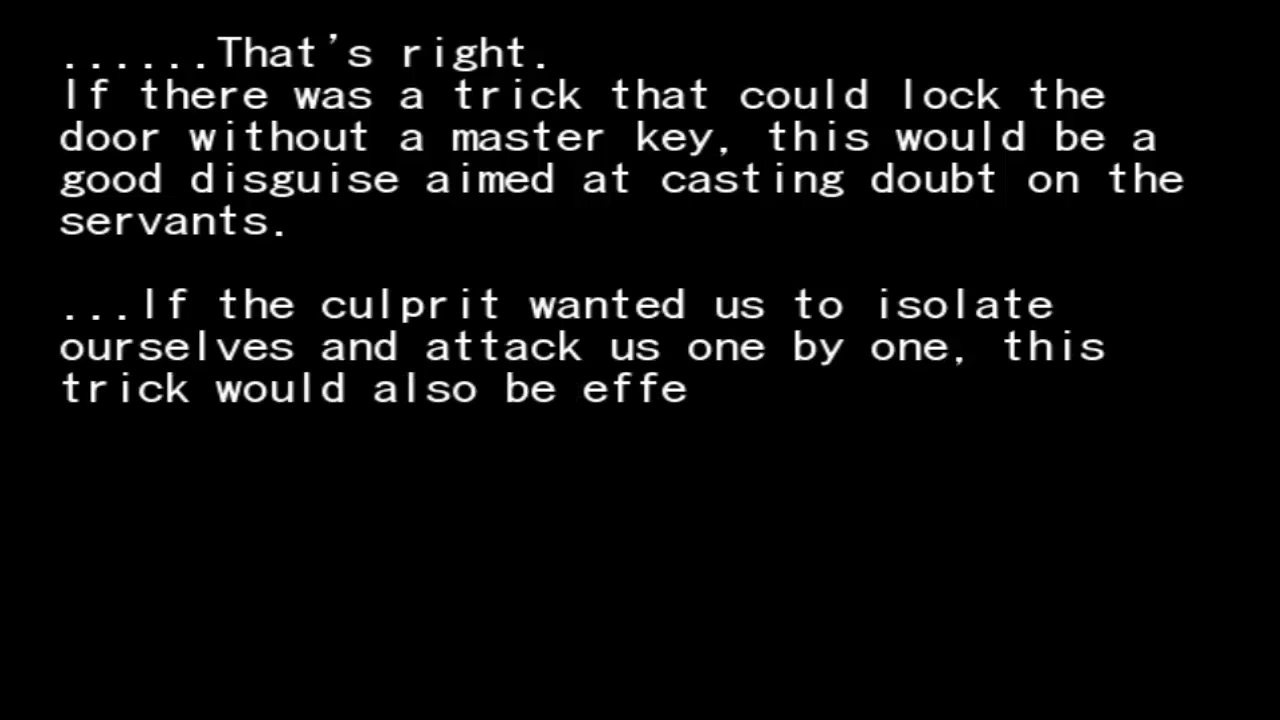 ......That’s right.
If there was a trick that could lock the
door without a master key, this would be a
good disguise aimed at casting doubt on the
servants.
...If the culprit wanted us to isolate
ourselves and attack us one by one, this
trick would also be effe